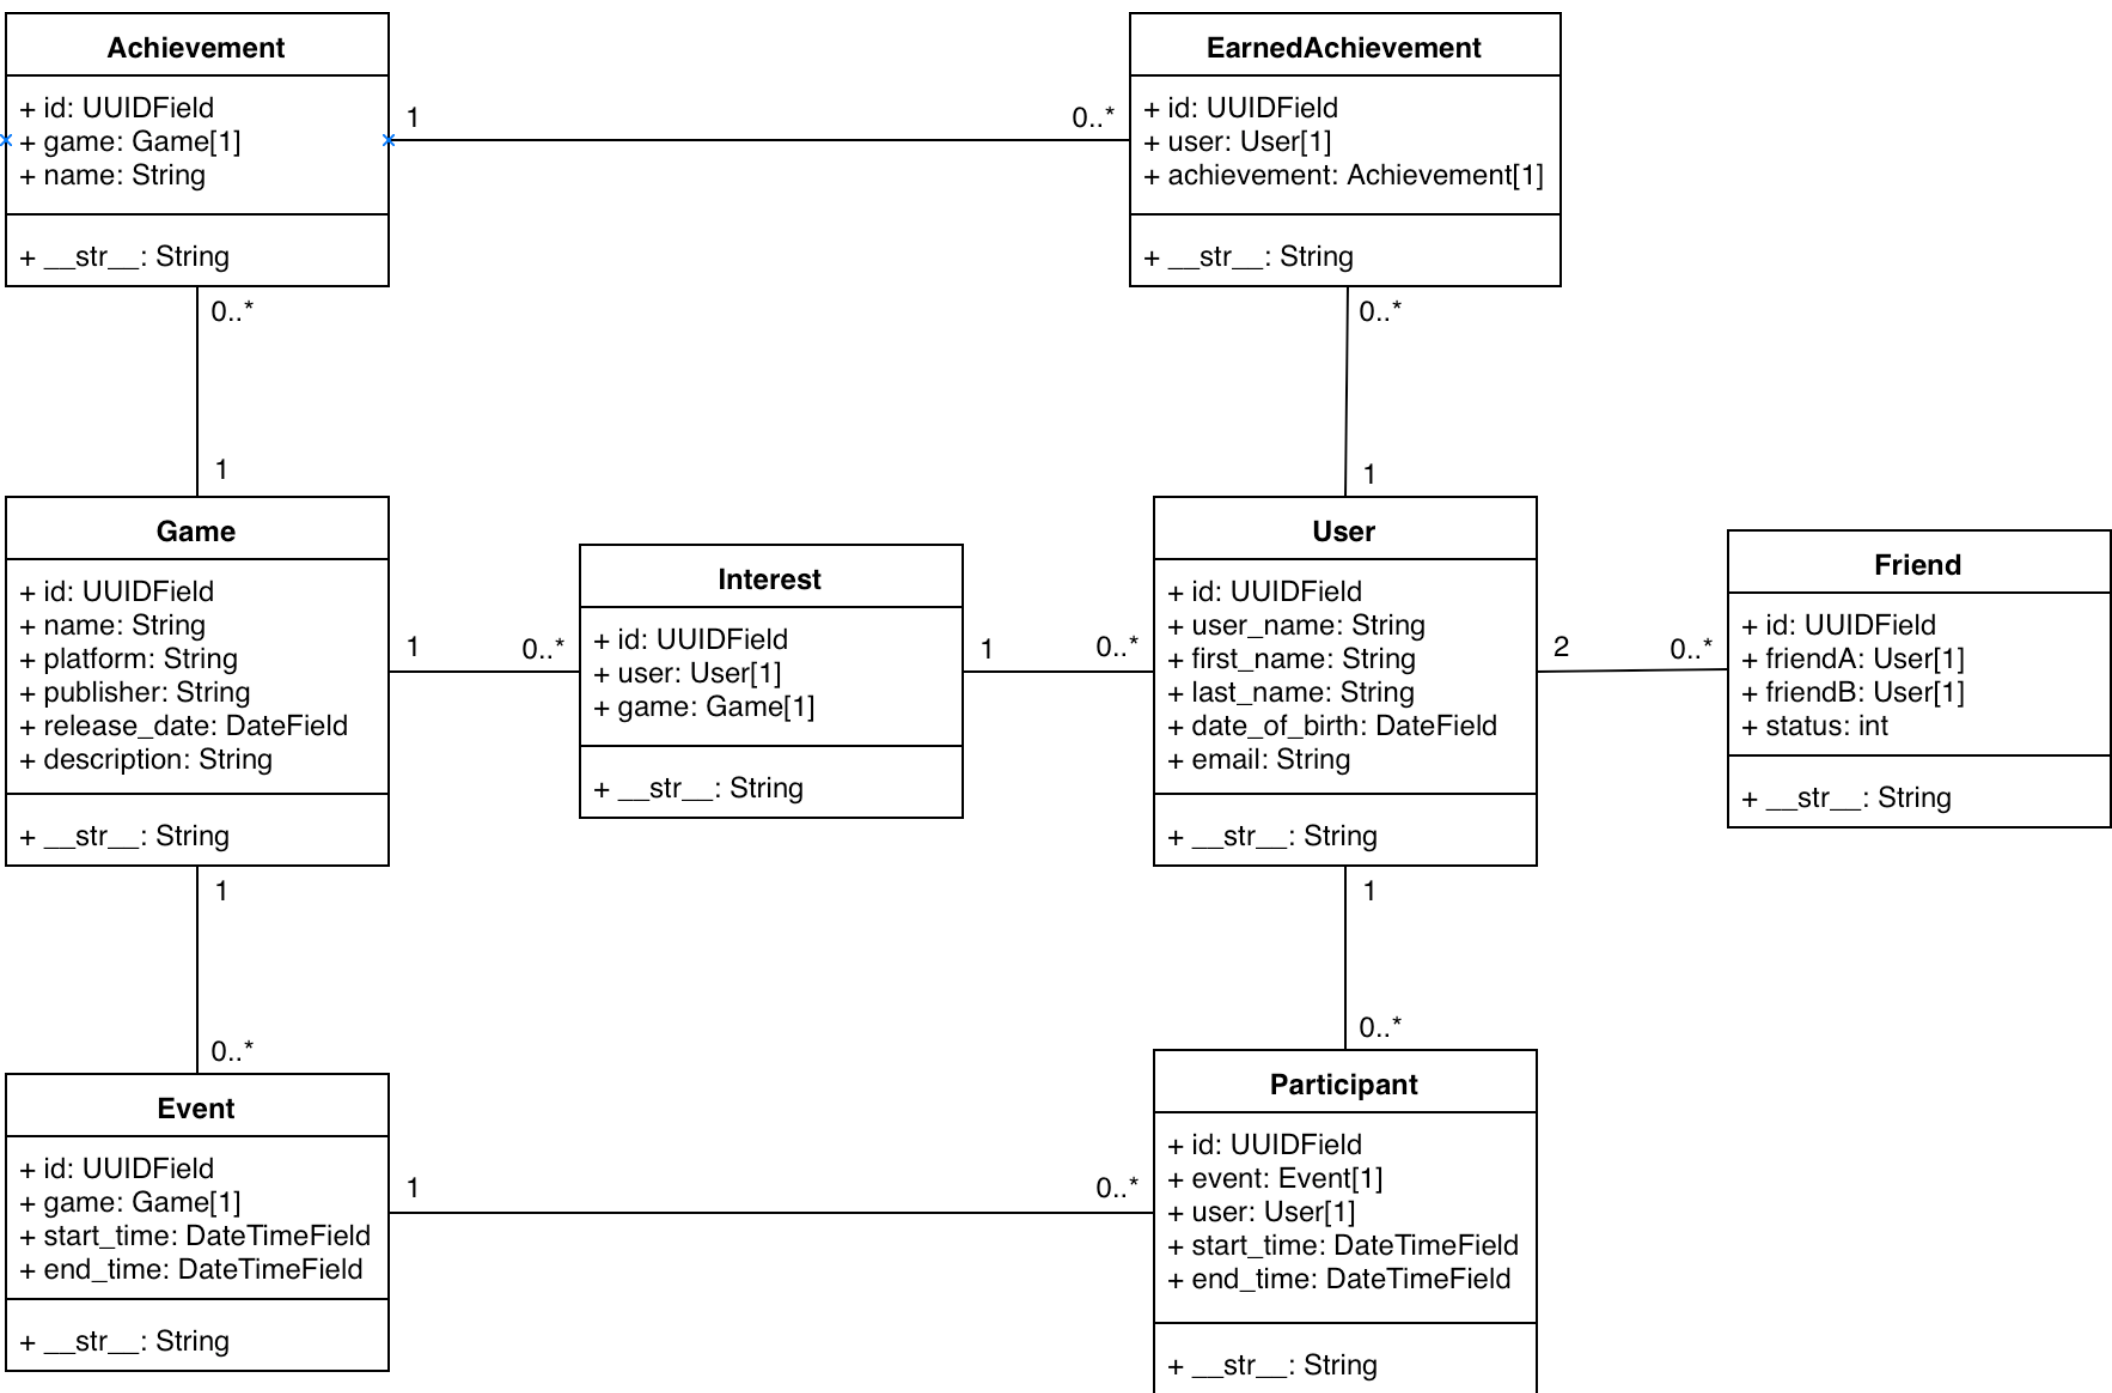 Achievement
+ id: UUIDField
+ game: Game[1]
+ name: String
+ __str__: String
1
0..*
EarnedAchievement
+ id: UUIDField
+ user: User[1]
+ achievement: Achievement[1]
+ __str__: String
0..*
1
0..*
1
Game
+ id: UUIDField
+ name: String
+ platform: String
+ publisher: String
+ release_date: DateField
+ description: String
+ __str__: String
1
0..*
Interest
+ id: UUIDField
+ user: User[1]
+ game: Game[1]
+ __str__: String
1
0..*
User
+ id: UUIDField
+ user_name: String
+ first_name: String
+ last_name: String
+ date_of_birth: DateField
+ email: String
+ __str__: String
2
0..*
Friend
+ id: UUIDField
+ friendA: User[1]
+ friendB: User[1]
+ status: int
+ __str__: String
1
0..*
1
0..*
Event
+ id: UUIDField
+ game: Game[1]
+ start_time: DateTimeField
+ end_time: DateTimeField
+ __str__: String
1
0..*
Participant
+ id: UUIDField
+ event: Event[1]
+ user: User[1]
+ start_time: DateTimeField
+ end_time: DateTimeField
+ __str__: String